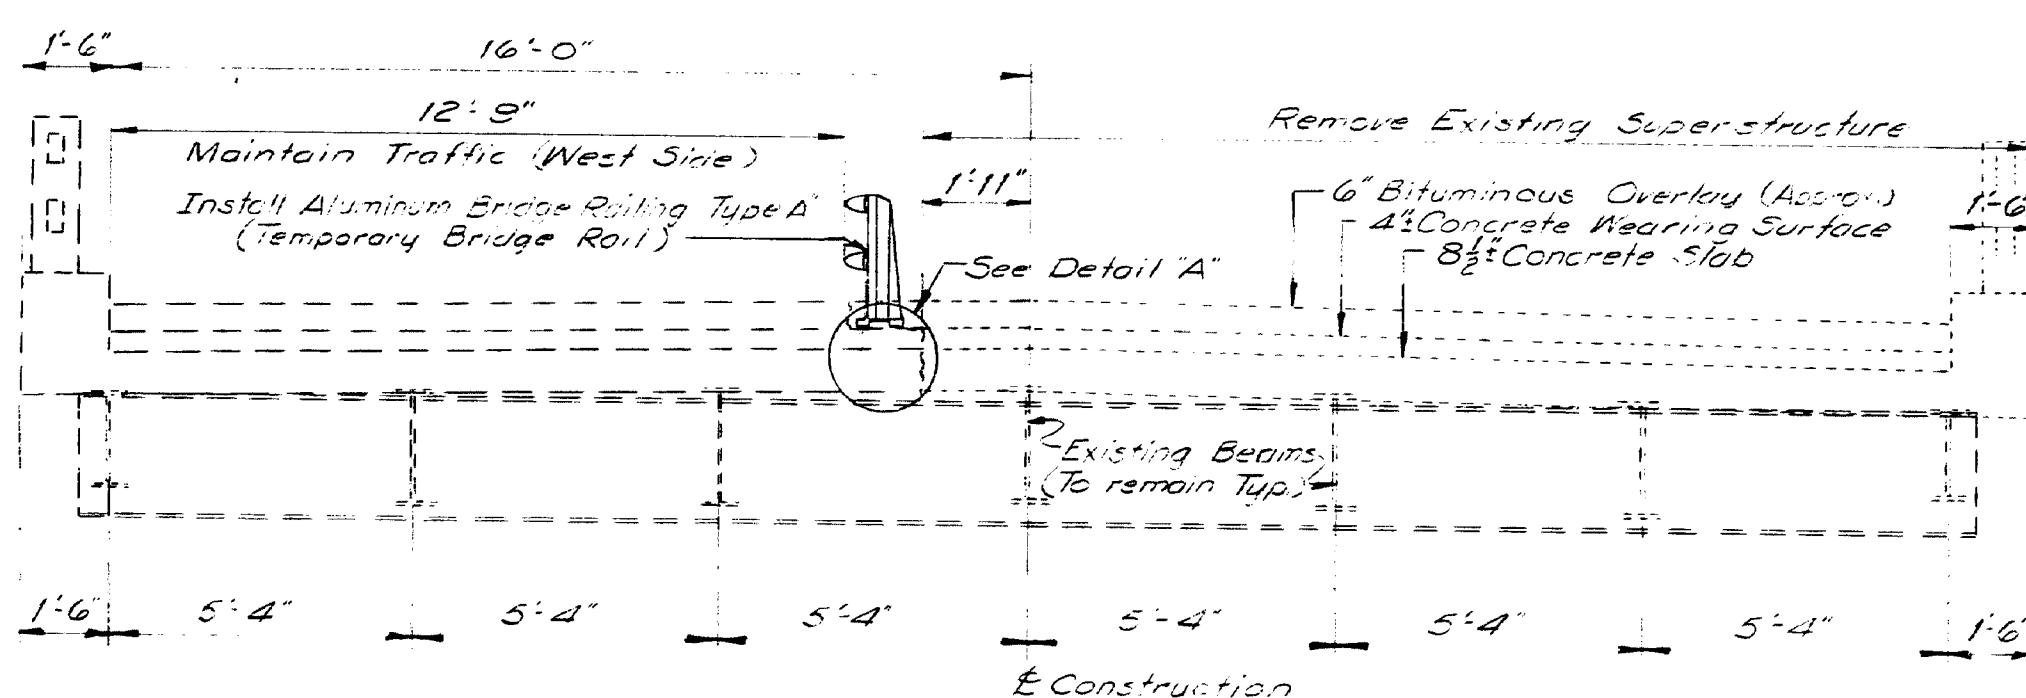 1'-6"
16'-0"
12'-9"
Remove Existing Superstructure
Maintain Traffic (West Side)
1'-11"
Install Aluminum Bridge Railing Type A"
(Temporary Bridge Rail)
6" Bituminous Overlay (Approx)
4"± Concrete Wearing Surface
8½"± Concrete Slab
1'-6"
See Detail "A"
Existing Beams
(To remain Typ.)
1'-6"
5'-4"
5'-4"
5'-4"
5'-4"
5'-4"
5'-4"
1'-6"
℄ Construction